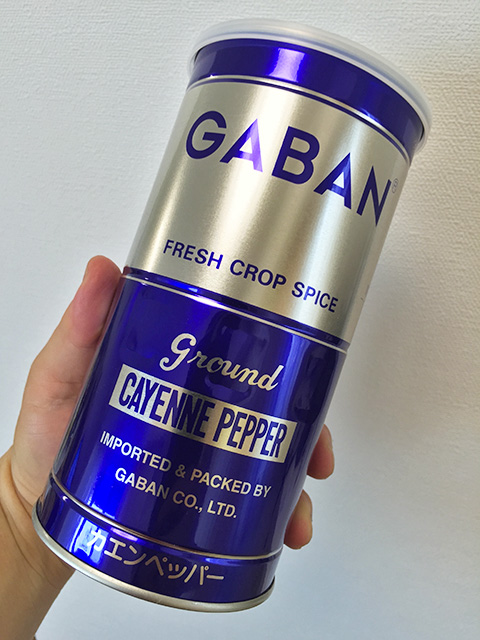 GABAN®
FRESH CROP SPICE
Ground
CAYENNE PEPPER
IMPORTED & PACKED BY
GABAN CO., LTD.
カエンペッパー